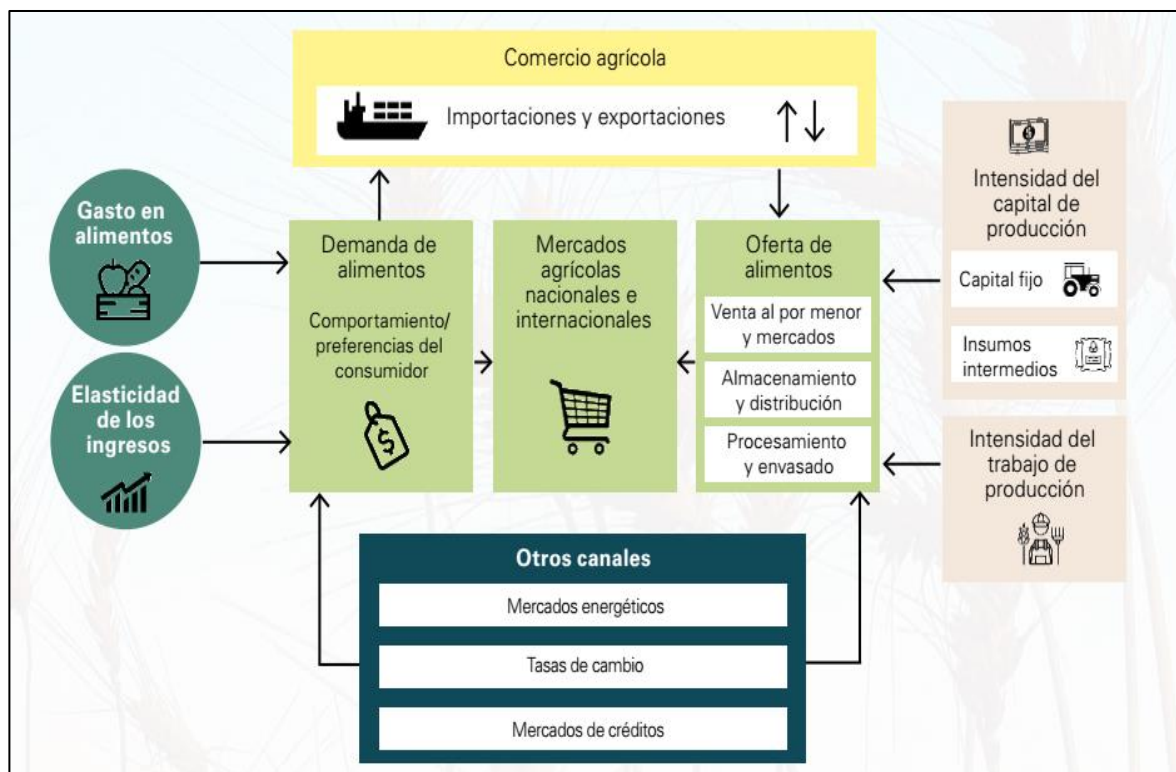 Comercio agrícola
Importaciones y exportaciones
Gasto en
alimentos
Elasticidad
de los
ingresos
Demanda de
alimentos
Comportamiento/
preferencias del
consumidor
$
Mercados
agrícolas
nacionales e
internacionales
Oferta de
alimentos
Venta al por menor
y mercados
Almacenamiento
y distribución
Procesamiento
y envasado
$
Intensidad del
capital de
producción
Capital fijo
Insumos
intermedios
Intensidad del
trabajo de
producción
Otros canales
Mercados energéticos
Tasas de cambio
Mercados de créditos